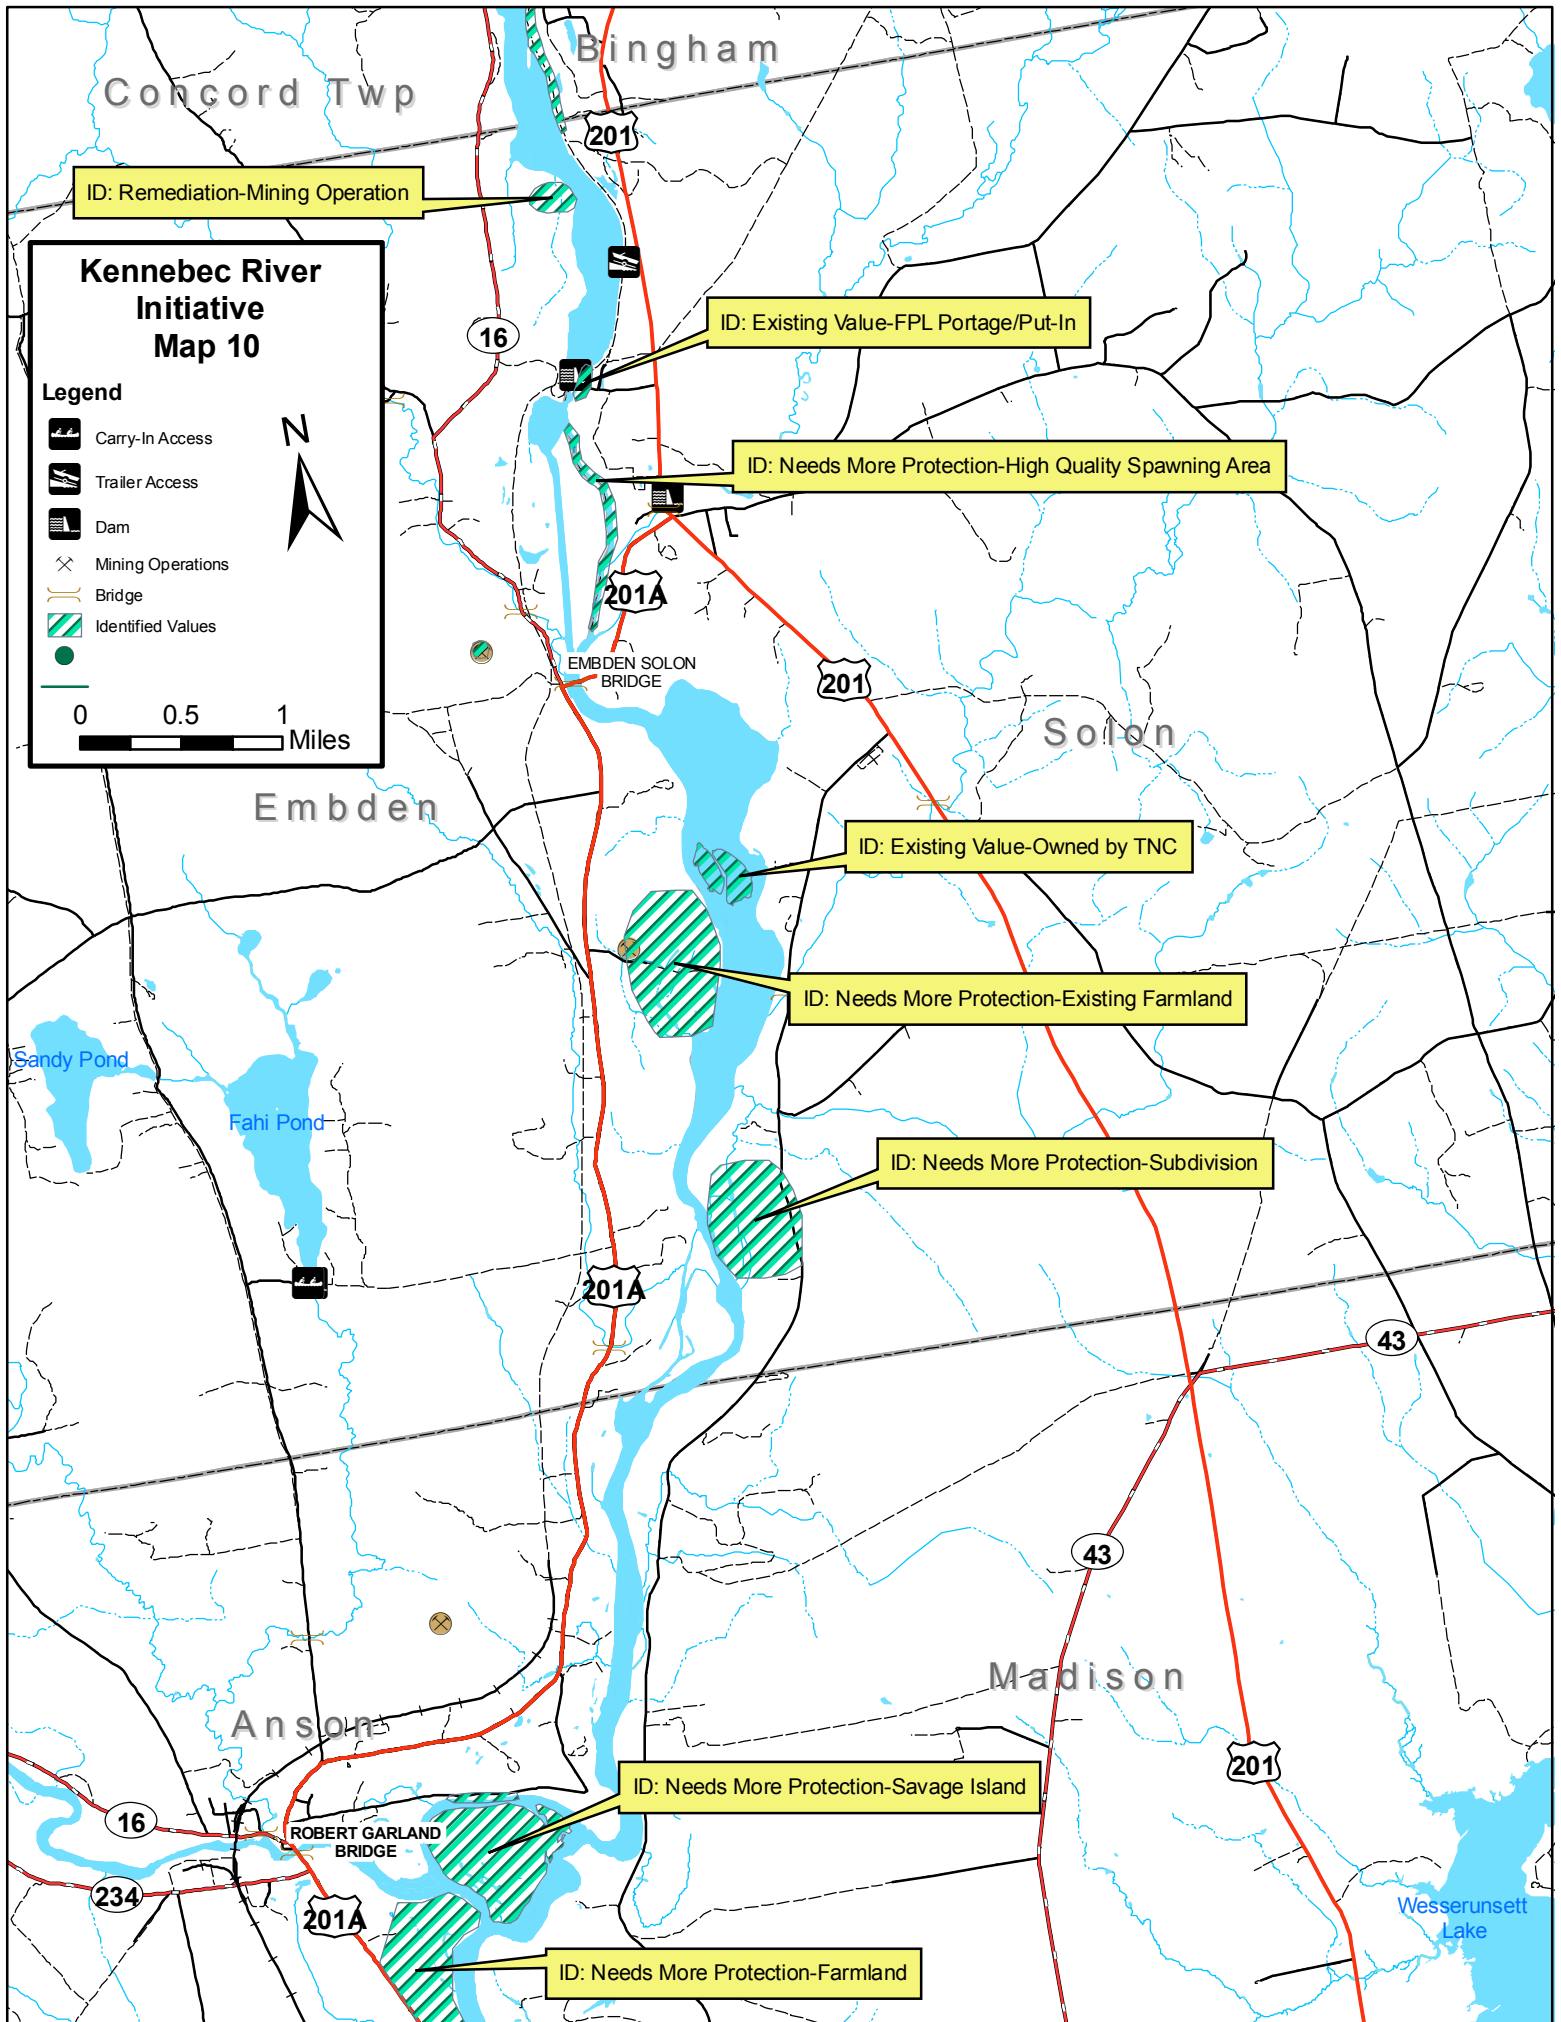 Bingham
Concord Twp
201
ID: Remediation-Mining Operation
Kennebec River
Initiative
Map 10
Legend
Carry-In Access
Trailer Access
Dam
Mining Operations
Bridge
Identified Values
N
0 0.5 1
Miles
16
ID: Existing Value-FPL Portage/Put-In
ID: Needs More Protection-High Quality Spawning Area
201A
EMBDEN SOLON
BRIDGE
201
Solon
Embden
ID: Existing Value-Owned by TNC
ID: Needs More Protection-Existing Farmland
Sandy Pond
Fahi Pond
ID: Needs More Protection-Subdivision
201A
43
43
Madison
Anson
201
ID: Needs More Protection-Savage Island
16
ROBERT GARLAND
BRIDGE
234
201A
Wesserunsett
Lake
ID: Needs More Protection-Farmland